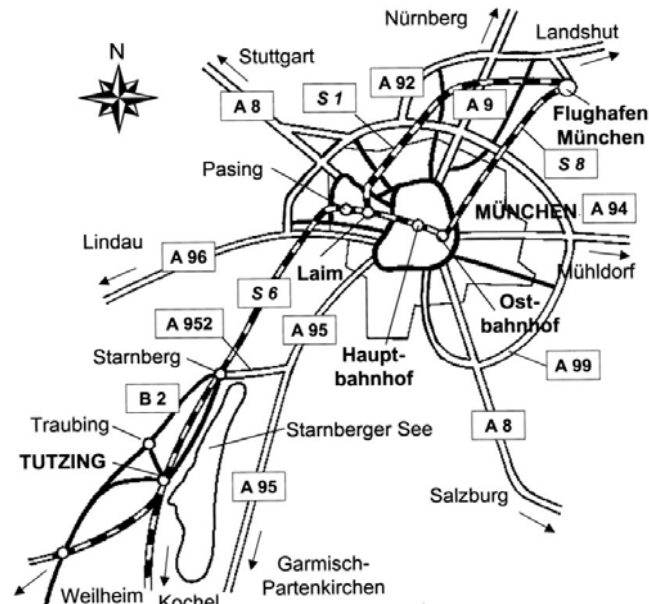 Nürnberg
Landshut
N
Stuttgart
A 92
S 1
A 9
A 8
Flughafen
München
S 8
Pasing
MÜNCHEN
A 94
Lindau
A 96
Laim
Mühldorf
S 6
Ost-
bahnhof
A 952
A 95
Haupt-
bahnhof
A 99
Starnberg
B 2
Traubing
Starnberger See
A 8
TUTZING
A 95
Salzburg
Garmisch-
Partenkirchen
Weilheim
Kochel